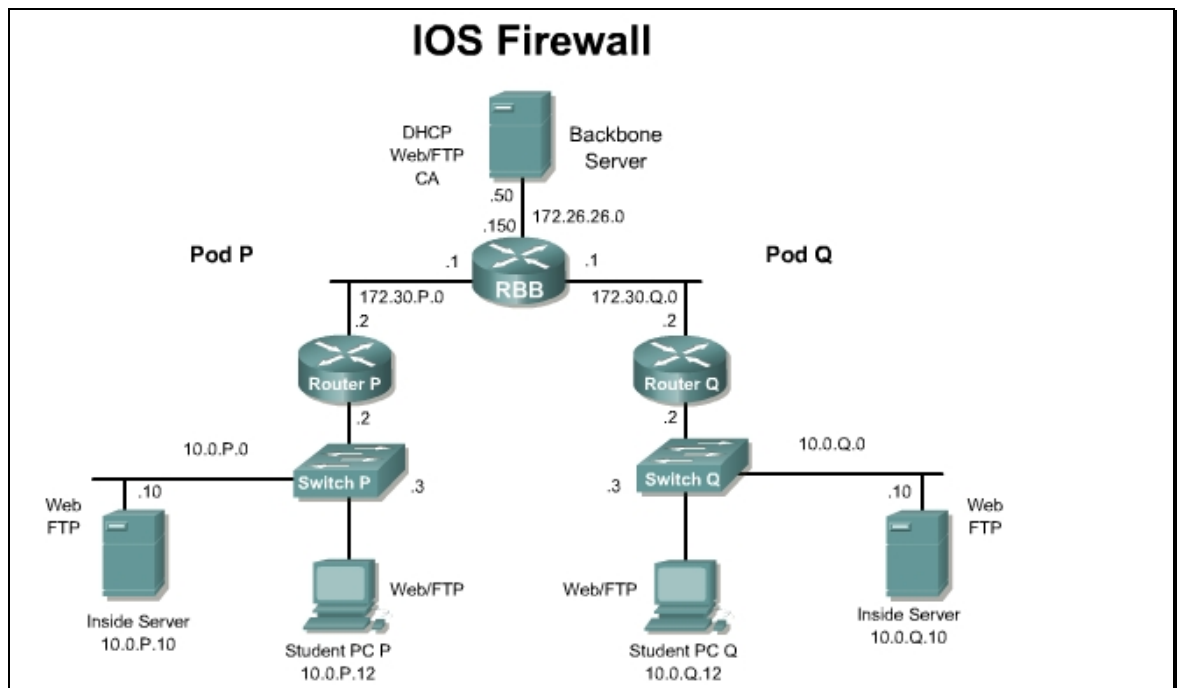 IOS Firewall
DHCP
Web/FTP
CA
Backbone
Server
.50
172.26.26.0
.150
Pod P
Pod Q
.1
.1
RBB
172.30.P.0
172.30.Q.0
.2
.2
Router P
Router Q
.2
.2
10.0.P.0
10.0.Q.0
Switch P
.3
.3
Switch Q
.10
.10
Web
FTP
Web
FTP
Web/FTP
Web/FTP
Inside Server
10.0.P.10
Inside Server
10.0.Q.10
Student PC P
10.0.P.12
Student PC Q
10.0.Q.12